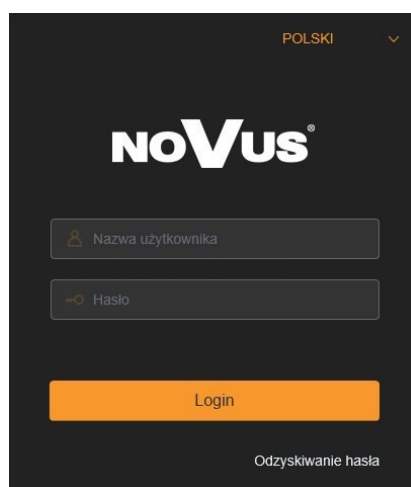 POLSKI
NOVUS®
Nazwa użytkownika
Hasło
Login
Odzyskiwanie hasła